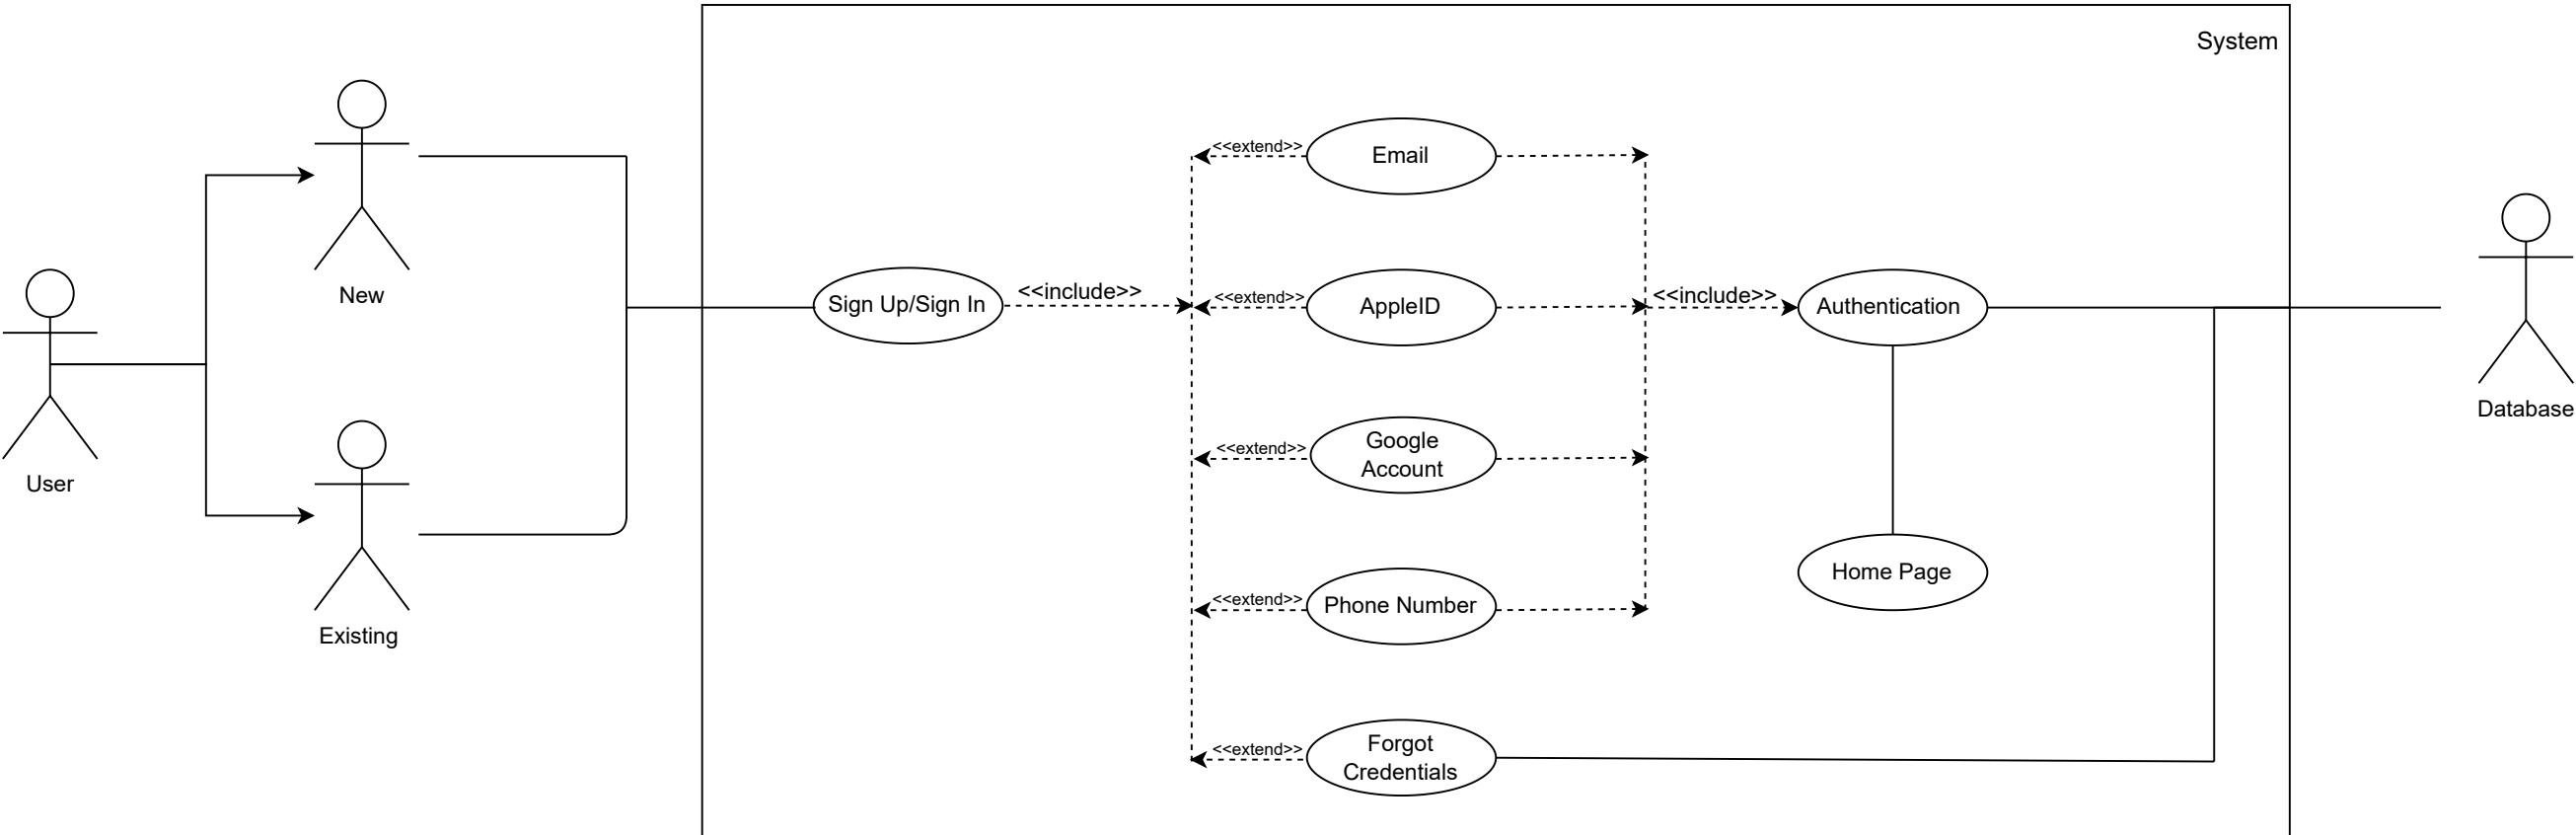 System
New
User
Existing
Sign Up/Sign In
<<include>>
<<extend>>
Email
<<extend>>
AppleID
<<extend>>
Google
Account
<<extend>>
Phone Number
<<extend>>
Forgot
Credentials
<<include>>
Authentication
Home Page
Database